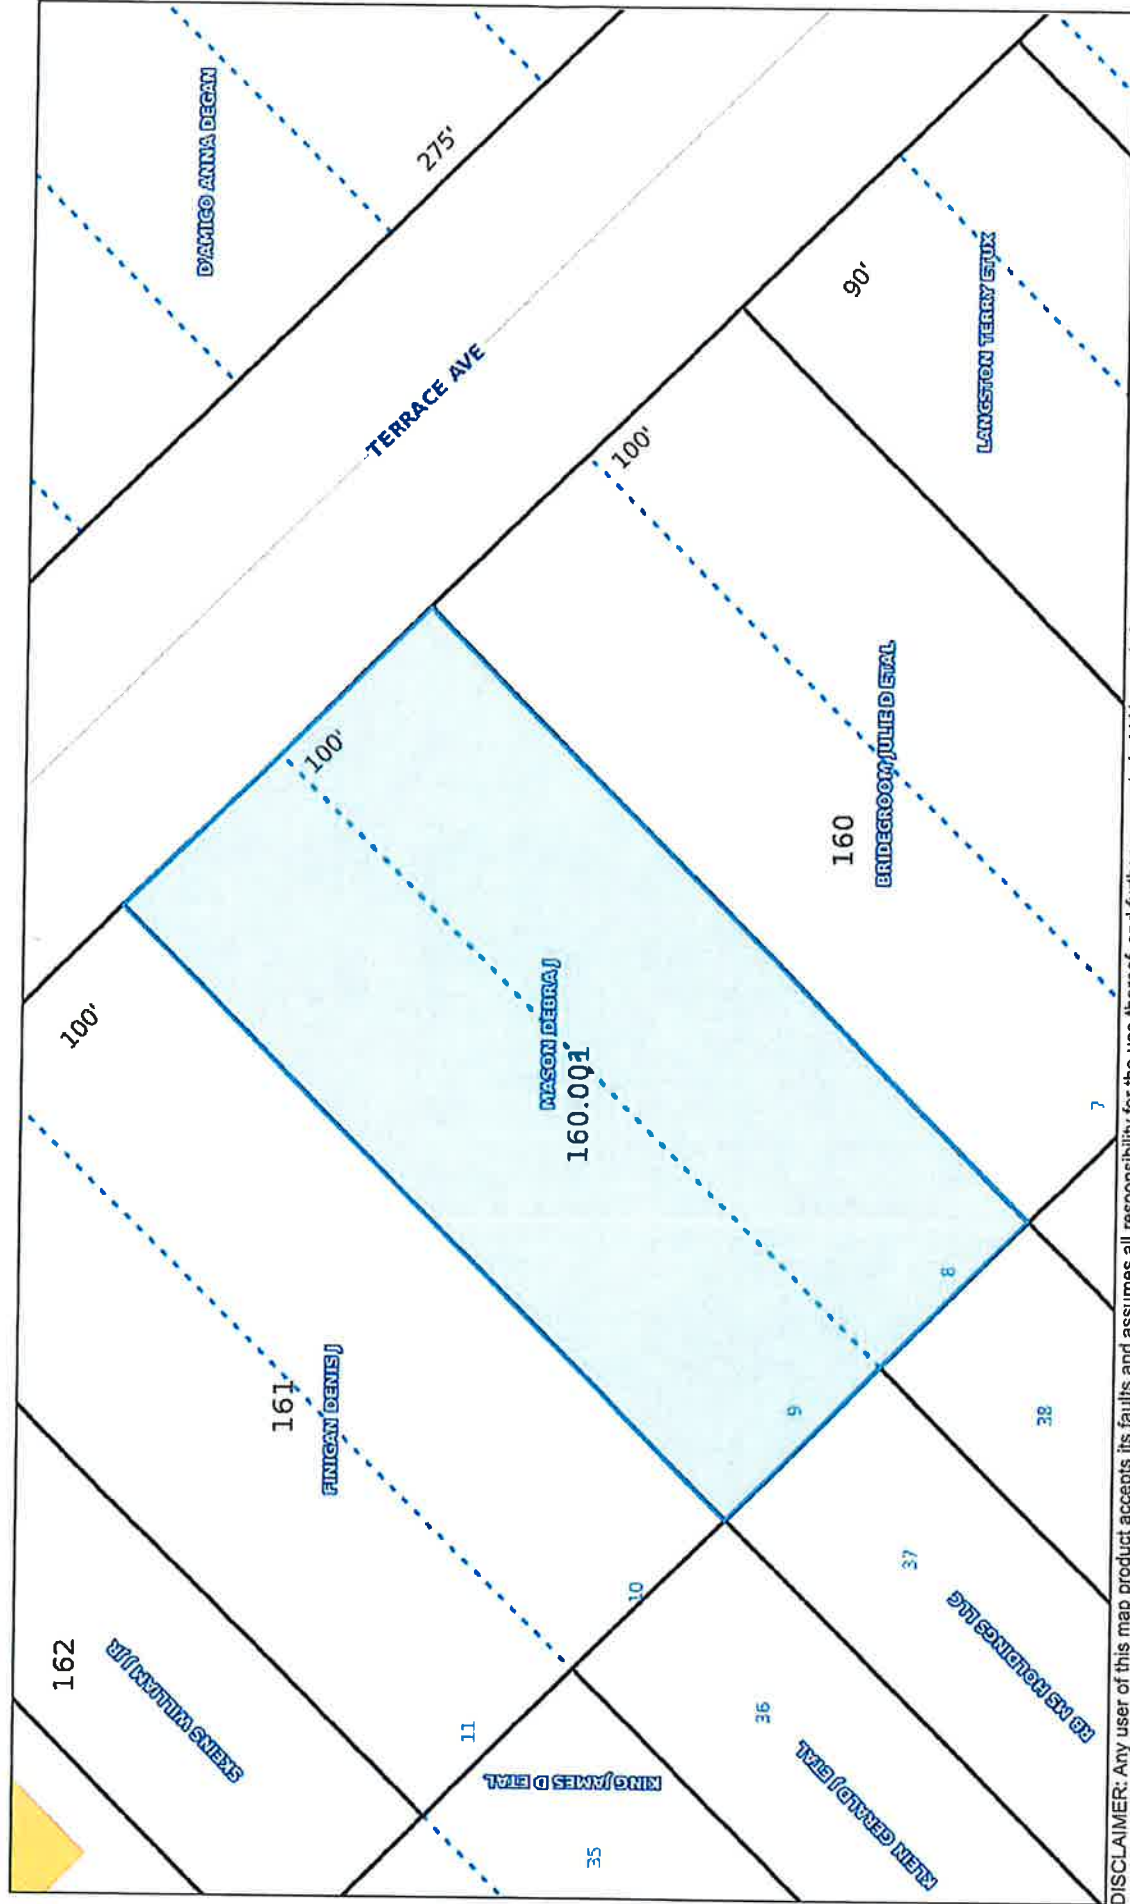 D'AMICO ANNA DEGAN
275'
TERRACE AVE
90'
LANGSTON TERRY ETUX
100'
100'
100'
160
BRIDEGROOM JULIE D ETAL
MASON DEBRA J
160.001
161
FINIGAN DENIS J
162
SKEINS WILLIAM J JR
7
8
9
10
11
KING JAMES D ETAL
35
36
KLEIN GERALD J ETAL
37
RB MS HOLDINGS LLC
38
DISCLAIMER: Any user of this map product accepts its faults and assumes all responsibility for the use thereof, and